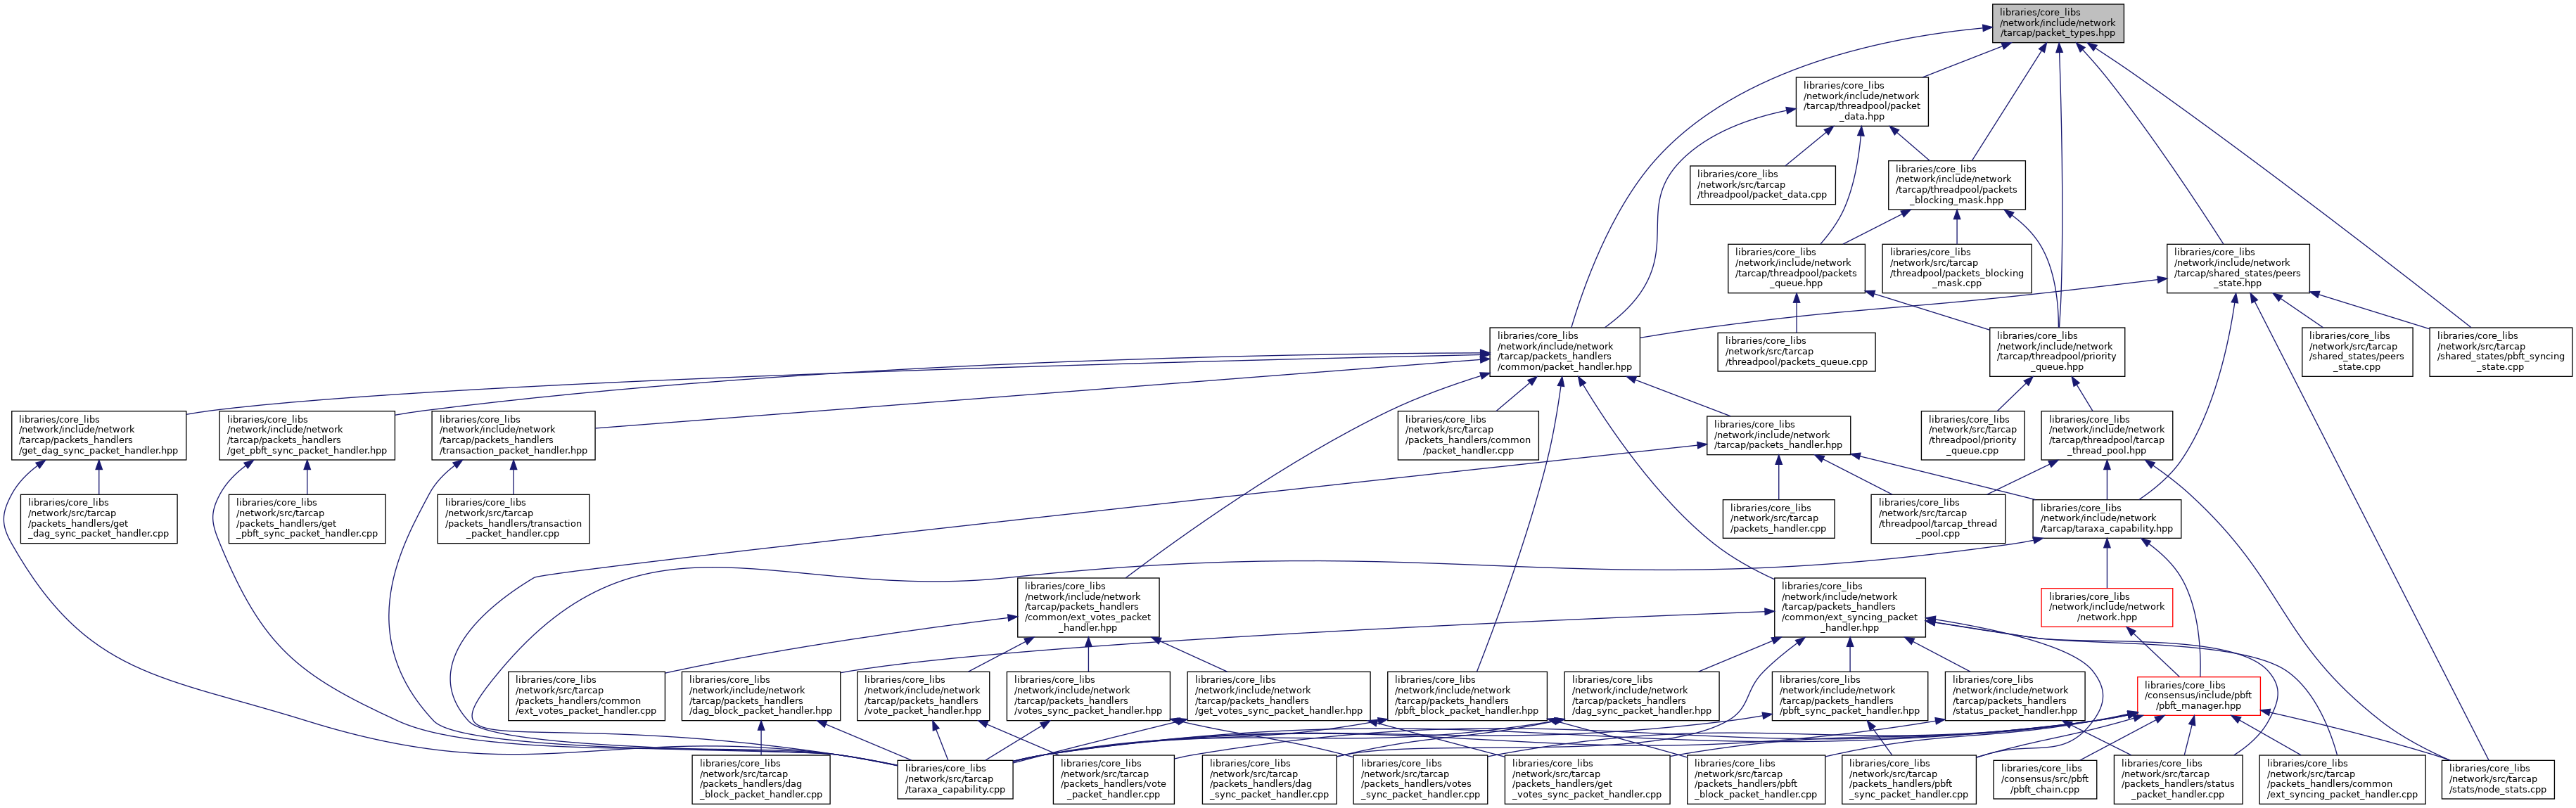 libraries/core_libs
/network/include/network
/tarcap/packet_types.hpp
libraries/core_libs
/network/include/network
/tarcap/threadpool/packet
_data.hpp
libraries/core_libs
/network/src/tarcap
/threadpool/packet_data.cpp
libraries/core_libs
/network/include/network
/tarcap/threadpool/packets
_blocking_mask.hpp
libraries/core_libs
/network/include/network
/tarcap/threadpool/packets
_queue.hpp
libraries/core_libs
/network/src/tarcap
/threadpool/packets_blocking
_mask.cpp
libraries/core_libs
/network/include/network
/tarcap/shared_states/peers
_state.hpp
libraries/core_libs
/network/include/network
/tarcap/packets_handlers
/common/packet_handler.hpp
libraries/core_libs
/network/src/tarcap
/threadpool/packets_queue.cpp
libraries/core_libs
/network/include/network
/tarcap/threadpool/priority
_queue.hpp
libraries/core_libs
/network/src/tarcap
/shared_states/peers
_state.cpp
libraries/core_libs
/network/src/tarcap
/shared_states/pbft_syncing
_state.cpp
libraries/core_libs
/network/include/network
/tarcap/packets_handlers
/get_dag_sync_packet_handler.hpp
libraries/core_libs
/network/include/network
/tarcap/packets_handlers
/get_pbft_sync_packet_handler.hpp
libraries/core_libs
/network/include/network
/tarcap/packets_handlers
/transaction_packet_handler.hpp
libraries/core_libs
/network/src/tarcap
/packets_handlers/common
/packet_handler.cpp
libraries/core_libs
/network/include/network
/tarcap/packets_handler.hpp
libraries/core_libs
/network/src/tarcap
/threadpool/priority
_queue.cpp
libraries/core_libs
/network/include/network
/tarcap/threadpool/tarcap
_thread_pool.hpp
libraries/core_libs
/network/src/tarcap
/packets_handlers/get
_dag_sync_packet_handler.cpp
libraries/core_libs
/network/src/tarcap
/packets_handlers/get
_pbft_sync_packet_handler.cpp
libraries/core_libs
/network/src/tarcap
/packets_handlers/transaction
_packet_handler.cpp
libraries/core_libs
/network/src/tarcap
/packets_handler.cpp
libraries/core_libs
/network/src/tarcap
/threadpool/tarcap_thread
_pool.cpp
libraries/core_libs
/network/include/network
/tarcap/taraxa_capability.hpp
libraries/core_libs
/network/include/network
/tarcap/packets_handlers
/common/ext_votes_packet
_handler.hpp
libraries/core_libs
/network/include/network
/tarcap/packets_handlers
/common/ext_syncing_packet
_handler.hpp
libraries/core_libs
/network/include/network
/network.hpp
libraries/core_libs
/network/src/tarcap
/packets_handlers/common
/ext_votes_packet_handler.cpp
libraries/core_libs
/network/include/network
/tarcap/packets_handlers
/dag_block_packet_handler.hpp
libraries/core_libs
/network/include/network
/tarcap/packets_handlers
/vote_packet_handler.hpp
libraries/core_libs
/network/include/network
/tarcap/packets_handlers
/votes_sync_packet_handler.hpp
libraries/core_libs
/network/include/network
/tarcap/packets_handlers
/get_votes_sync_packet_handler.hpp
libraries/core_libs
/network/include/network
/tarcap/packets_handlers
/pbft_block_packet_handler.hpp
libraries/core_libs
/network/include/network
/tarcap/packets_handlers
/dag_sync_packet_handler.hpp
libraries/core_libs
/network/include/network
/tarcap/packets_handlers
/pbft_sync_packet_handler.hpp
libraries/core_libs
/network/include/network
/tarcap/packets_handlers
/status_packet_handler.hpp
libraries/core_libs
/consensus/include/pbft
/pbft_manager.hpp
libraries/core_libs
/network/src/tarcap
/packets_handlers/dag
_block_packet_handler.cpp
libraries/core_libs
/network/src/tarcap
/taraxa_capability.cpp
libraries/core_libs
/network/src/tarcap
/packets_handlers/vote
_packet_handler.cpp
libraries/core_libs
/network/src/tarcap
/packets_handlers/dag
_sync_packet_handler.cpp
libraries/core_libs
/network/src/tarcap
/packets_handlers/votes
_sync_packet_handler.cpp
libraries/core_libs
/network/src/tarcap
/packets_handlers/get
_votes_sync_packet_handler.cpp
libraries/core_libs
/network/src/tarcap
/packets_handlers/pbft
_block_packet_handler.cpp
libraries/core_libs
/network/src/tarcap
/packets_handlers/pbft
_sync_packet_handler.cpp
libraries/core_libs
/consensus/src/pbft
/pbft_chain.cpp
libraries/core_libs
/network/src/tarcap
/packets_handlers/status
_packet_handler.cpp
libraries/core_libs
/network/src/tarcap
/packets_handlers/common
/ext_syncing_packet_handler.cpp
libraries/core_libs
/network/src/tarcap
/stats/node_stats.cpp